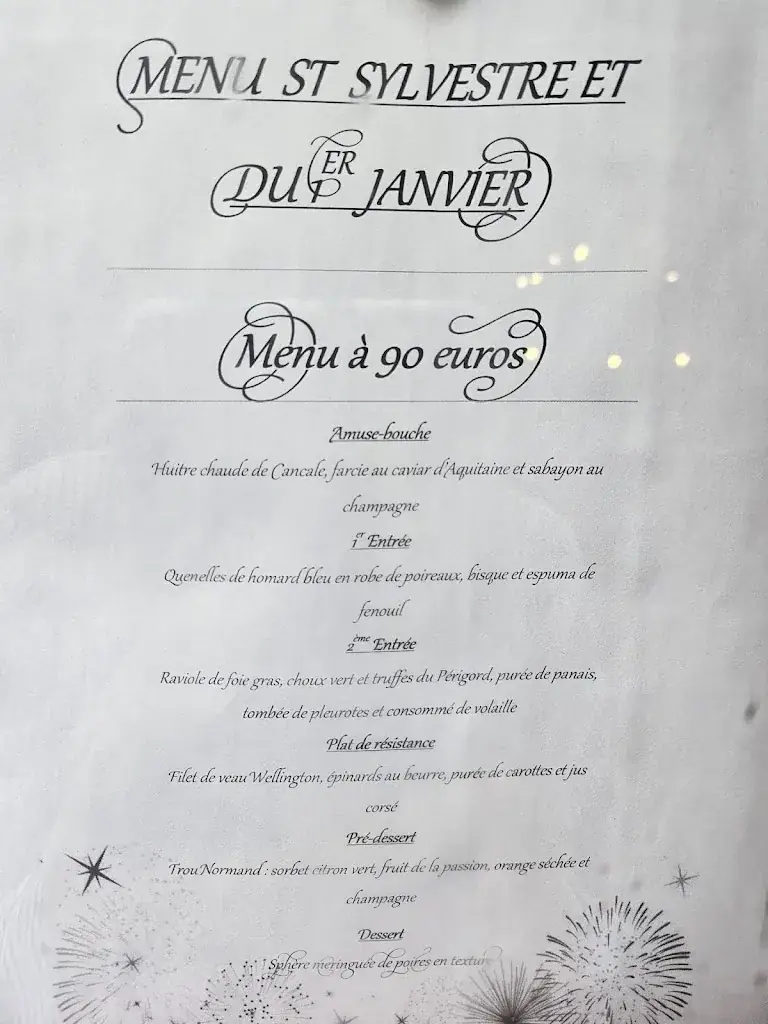 MENU ST SYLVESTRE ET
DU 1ER JANVIER
Menu à 90 euros
Amuse-bouche
Huitre chaude de Cancale, farcie au caviar d'Aquitaine et sabayon au
champagne
1er Entrée
Quenelles de homard bleu en robe de poireaux, bisque et espuma de
fenouil
2ème Entrée
Raviole de foie gras, choux vert et truffes du Périgord, purée de panais,
tombée de pleurotes et consommé de volaille
Plat de résistance
Filet de veau Wellington, épinards au beurre, purée de carottes et jus
corsé
Pré-dessert
Trou Normand : sorbet citron vert, fruit de la passion, orange séchée et
champagne
Dessert
Sphère meringuée de poires en texture